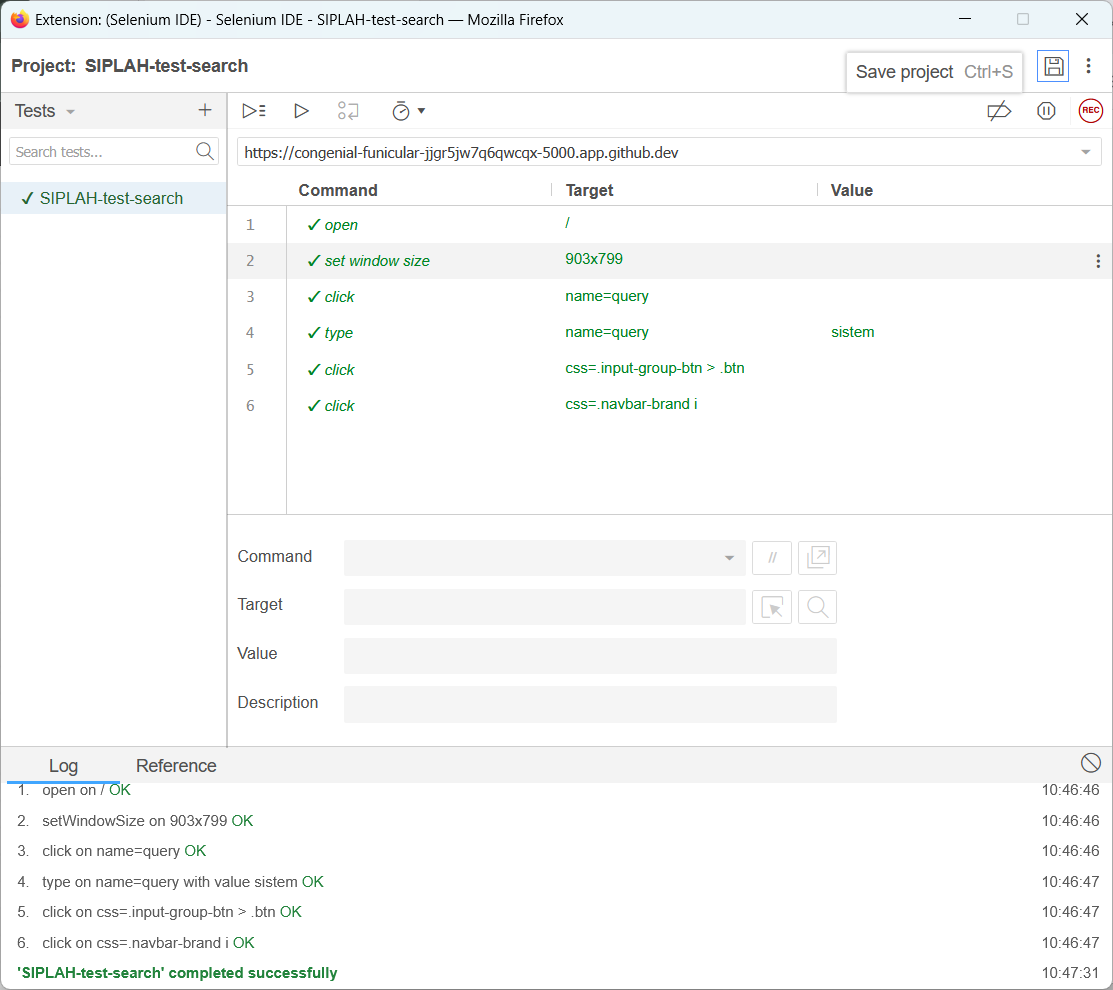 Extension: (Selenium IDE) - Selenium IDE - SIPLAH-test-search — Mozilla Firefox
Project: SIPLAH-test-search
Save project Ctrl+S
Tests
REC
Search tests...
https://congenial-funicular-jjgr5jw7q6qwcqx-5000.app.github.dev
✓ SIPLAH-test-search
Command Target Value
1 ✓ open /
2 ✓ set window size 903x799
3 ✓ click name=query
4 ✓ type name=query sistem
5 ✓ click css=.input-group-btn > .btn
6 ✓ click css=.navbar-brand i
Command //
Target
Value
Description
Log Reference
1. open on / OK 10:46:46
2. setWindowSize on 903x799 OK 10:46:46
3. click on name=query OK 10:46:46
4. type on name=query with value sistem OK 10:46:47
5. click on css=.input-group-btn > .btn OK 10:46:47
6. click on css=.navbar-brand i OK 10:46:47
'SIPLAH-test-search' completed successfully 10:47:31